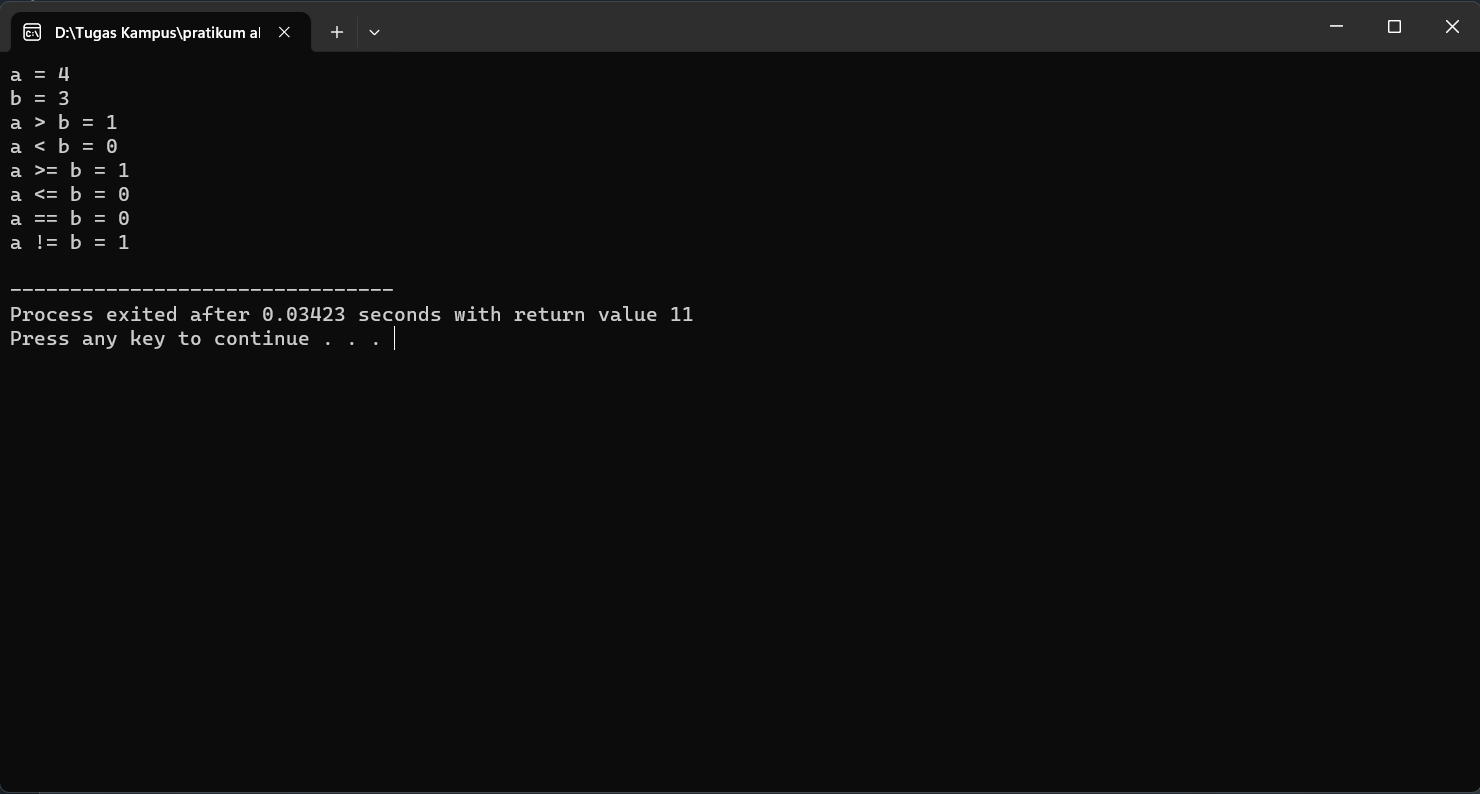 D:\Tugas Kampus\pratikum al
a = 4
b = 3
a > b = 1
a < b = 0
a >= b = 1
a <= b = 0
a == b = 0
a != b = 1
--------------------------------
Process exited after 0.03423 seconds with return value 11
Press any key to continue . . .